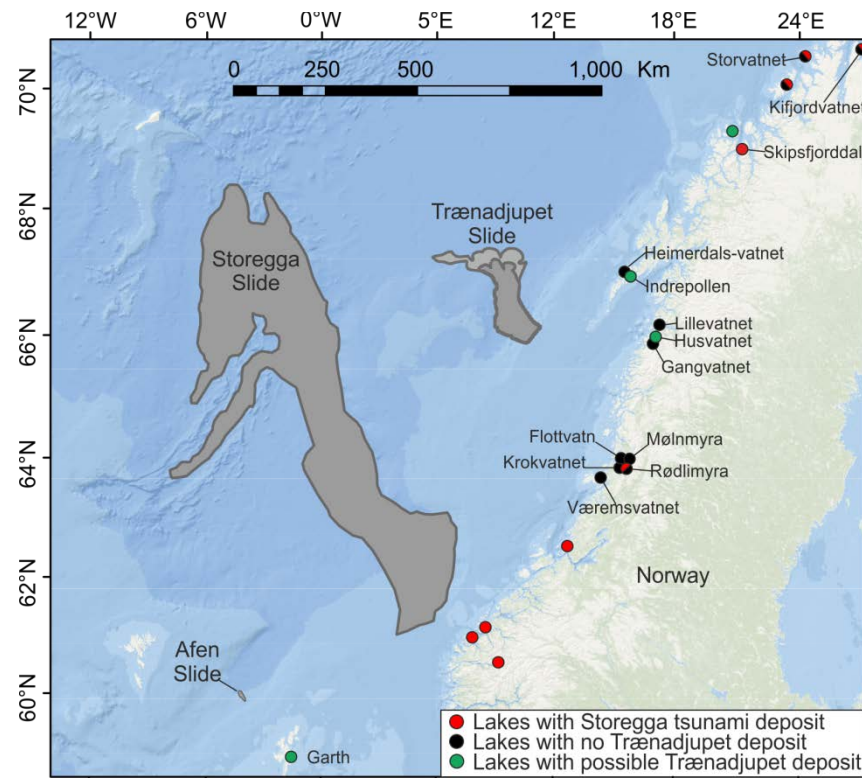 12°W 6°W 0°W 5°E 12°E 18°E 24°E
70°N
68°N
66°N
64°N
62°N
60°N
0 250 500 1,000 Km
Storvatnet
Kifjordvatnet
Skipsfjorddal
Trænadjupet
Slide
Storegga
Slide
Heimerdals-vatnet
Indrepollen
Lillevatnet
Husvatnet
Gangvatnet
Flottvatn
Mølnmyra
Krokvatnet
Rødlimyra
Væremsvatnet
Norway
Afen
Slide
Garth
Lakes with Storegga tsunami deposit
Lakes with no Trænadjupet deposit
Lakes with possible Trænadjupet deposit